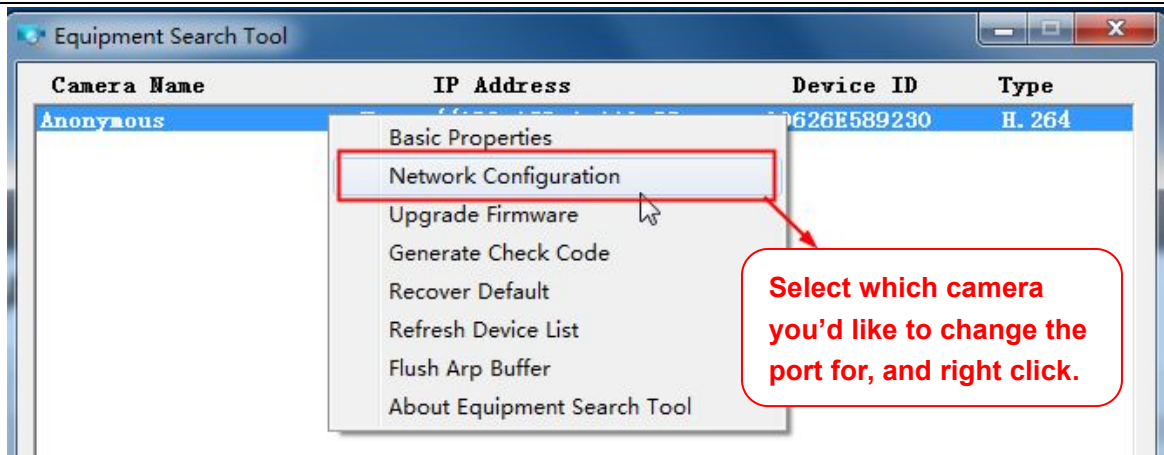 Equipment Search Tool
Camera Name IP Address Device ID Type
Anonymous H.264
Basic Properties
Network Configuration
Upgrade Firmware
Generate Check Code
Recover Default
Refresh Device List
Flush Arp Buffer
About Equipment Search Tool
Select which camera
you’d like to change the
port for, and right click.